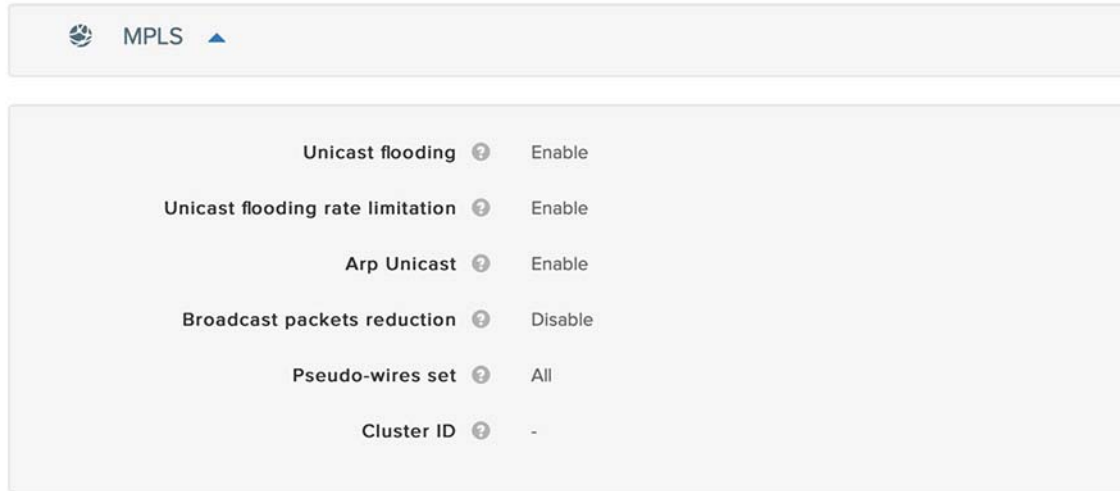 MPLS
Unicast flooding ? Enable
Unicast flooding rate limitation ? Enable
Arp Unicast ? Enable
Broadcast packets reduction ? Disable
Pseudo-wires set ? All
Cluster ID ? -